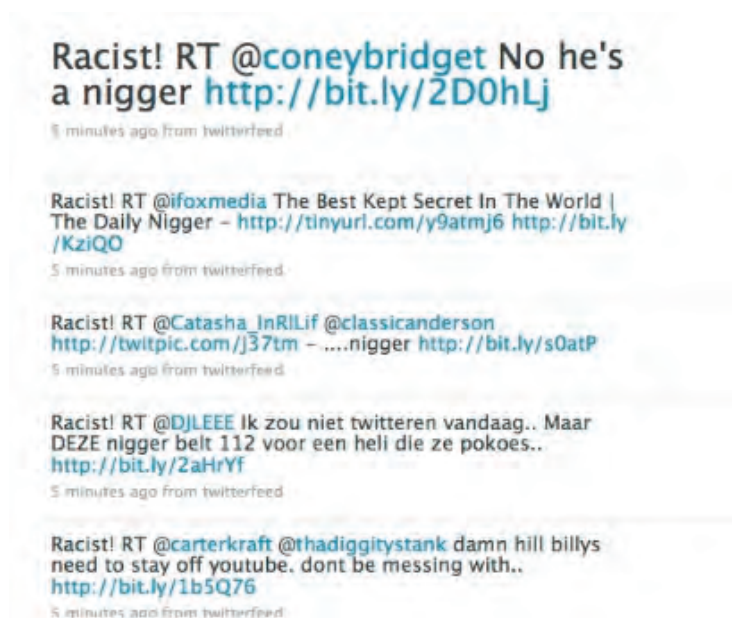 Racist! RT @coneybridget No he's
a nigger http://bit.ly/2D0hLj
5 minutes ago from twitterfeed
Racist! RT @ifoxmedia The Best Kept Secret In The World |
The Daily Nigger – http://tinyurl.com/y9atmj6 http://bit.ly
/KziQO
5 minutes ago from twitterfeed
Racist! RT @Catasha_InRlLif @classicanderson
http://twitpic.com/j37tm – ....nigger http://bit.ly/s0atP
5 minutes ago from twitterfeed
Racist! RT @DJLEEE Ik zou niet twitteren vandaag.. Maar
DEZE nigger belt 112 voor een heli die ze pokoes..
http://bit.ly/2aHrYf
5 minutes ago from twitterfeed
Racist! RT @carterkraft @thadiggitystank damn hill billys
need to stay off youtube. dont be messing with..
http://bit.ly/1b5Q76
5 minutes ago from twitterfeed